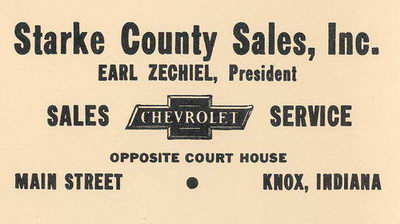 Starke County Sales, Inc.
EARL ZECHIEL, President
SALES CHEVROLET SERVICE
OPPOSITE COURT HOUSE
MAIN STREET • KNOX, INDIANA